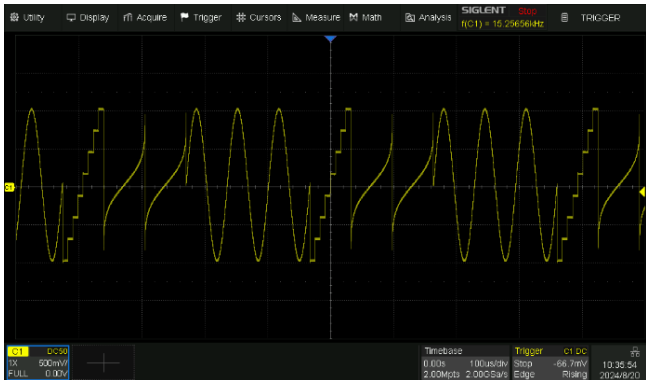 Utility Display Acquire Trigger Cursors Measure Math Analysis SIGLENT Stop TRIGGER
f(C1) = 15.25656kHz
C1
C1 DC50
1X 500mV/
FULL 0.00V
Timebase
0.00s 100us/div
2.00Mpts 2.00GSa/s
Trigger C1 DC
Stop -66.7mV
Edge Rising
10:35:54
2024/8/20